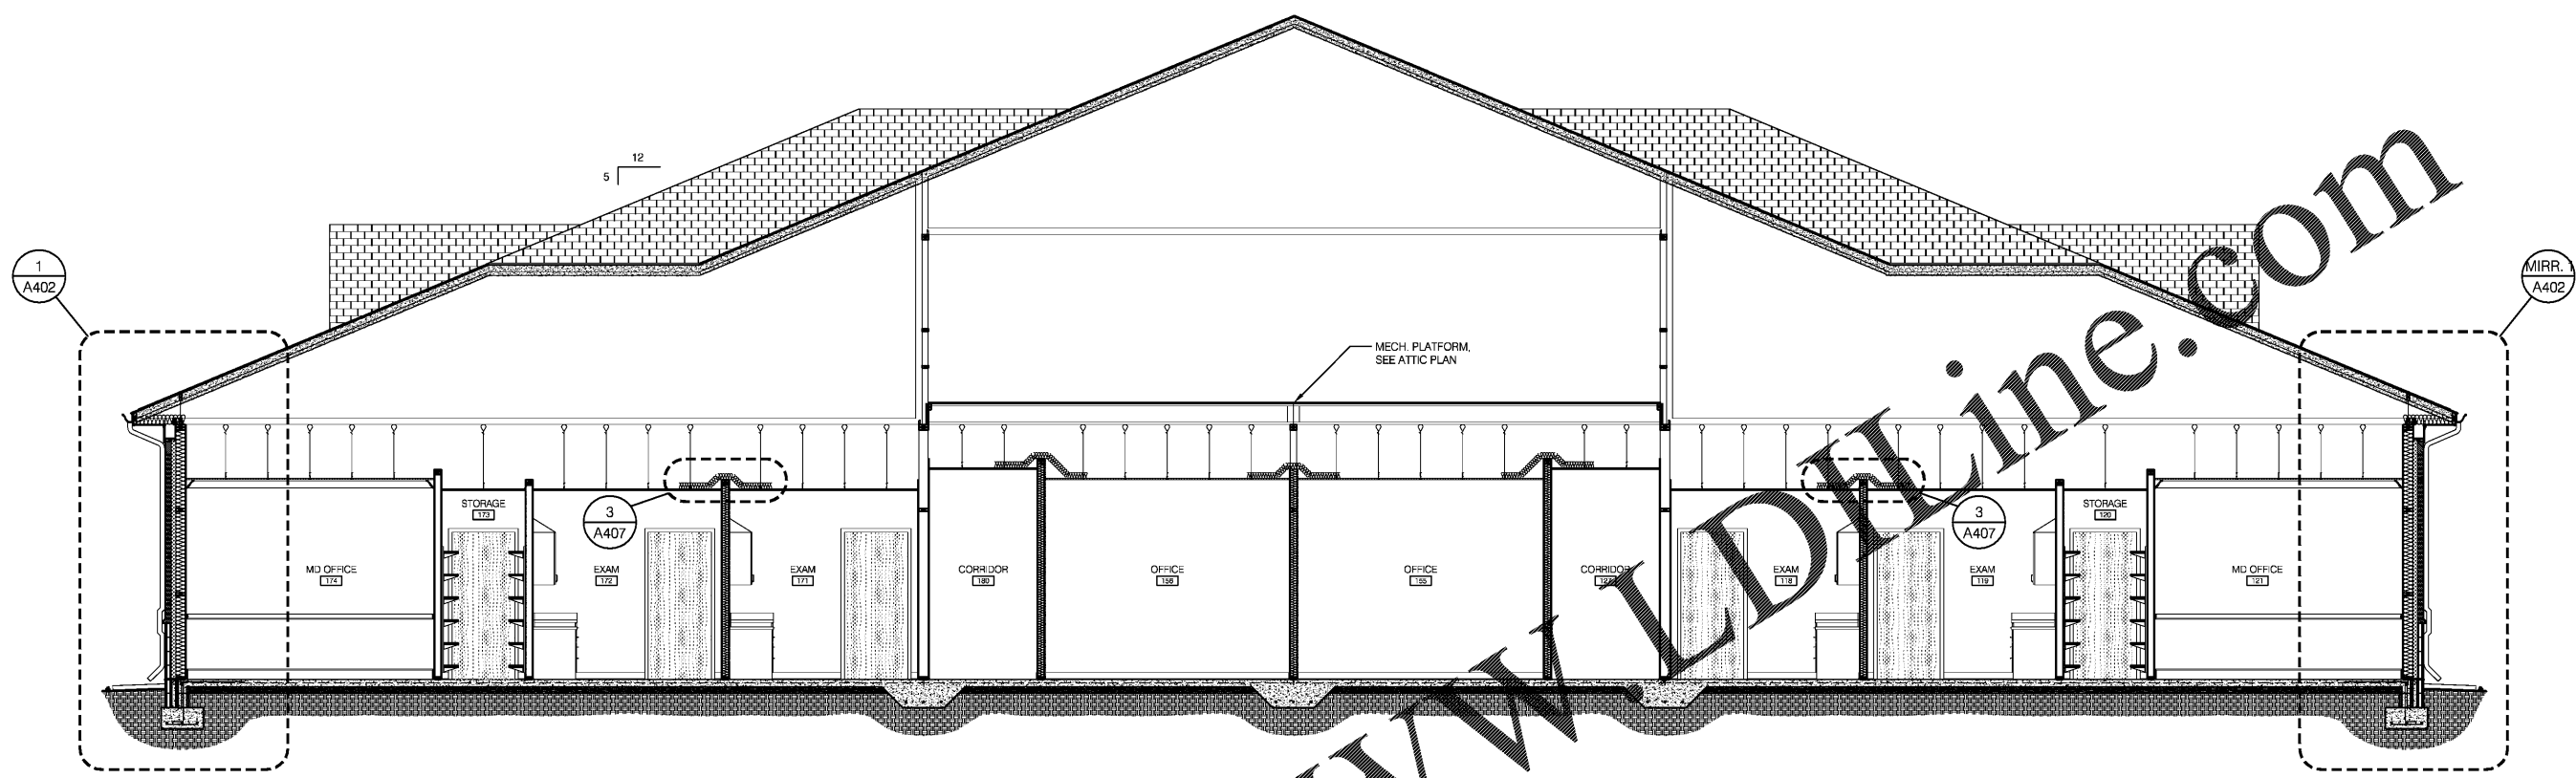 12
5
1
A402
MIRR. 1
A402
MECH. PLATFORM,
SEE ATTIC PLAN
STORAGE
173
3
A407
3
A407
STORAGE
120
MD OFFICE
174
EXAM
172
EXAM
171
CORRIDOR
180
OFFICE
156
OFFICE
155
CORRIDOR
EXAM
118
EXAM
119
MD OFFICE
121
www.LDILine.com